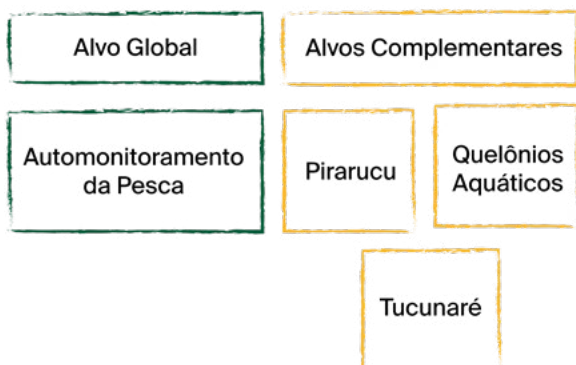 Alvo Global
Alvos Complementares
Automonitoramento
da Pesca
Pirarucu
Quelônios
Aquáticos
Tucunaré